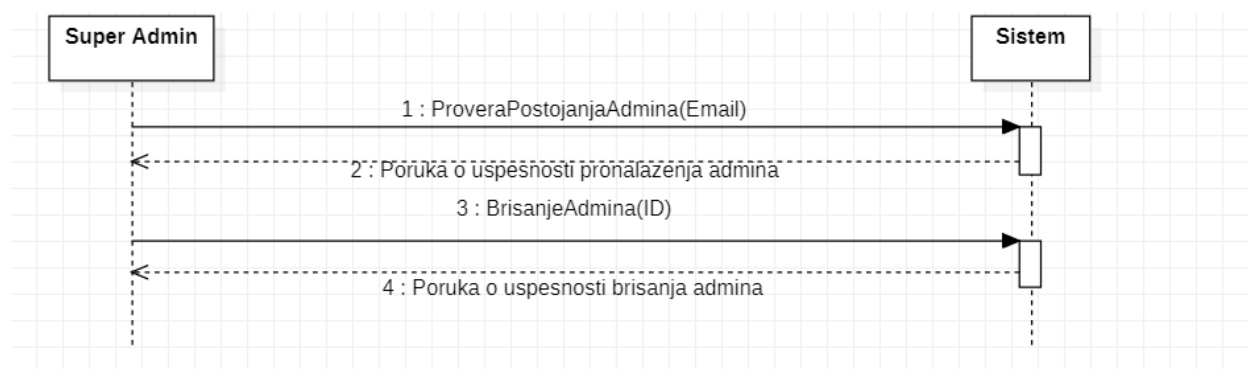 Super Admin
Sistem
1 : ProveraPostojanjaAdmina(Email)
2 : Poruka o uspesnosti pronalazenja admina
3 : BrisanjeAdmina(ID)
4 : Poruka o uspesnosti brisanja admina